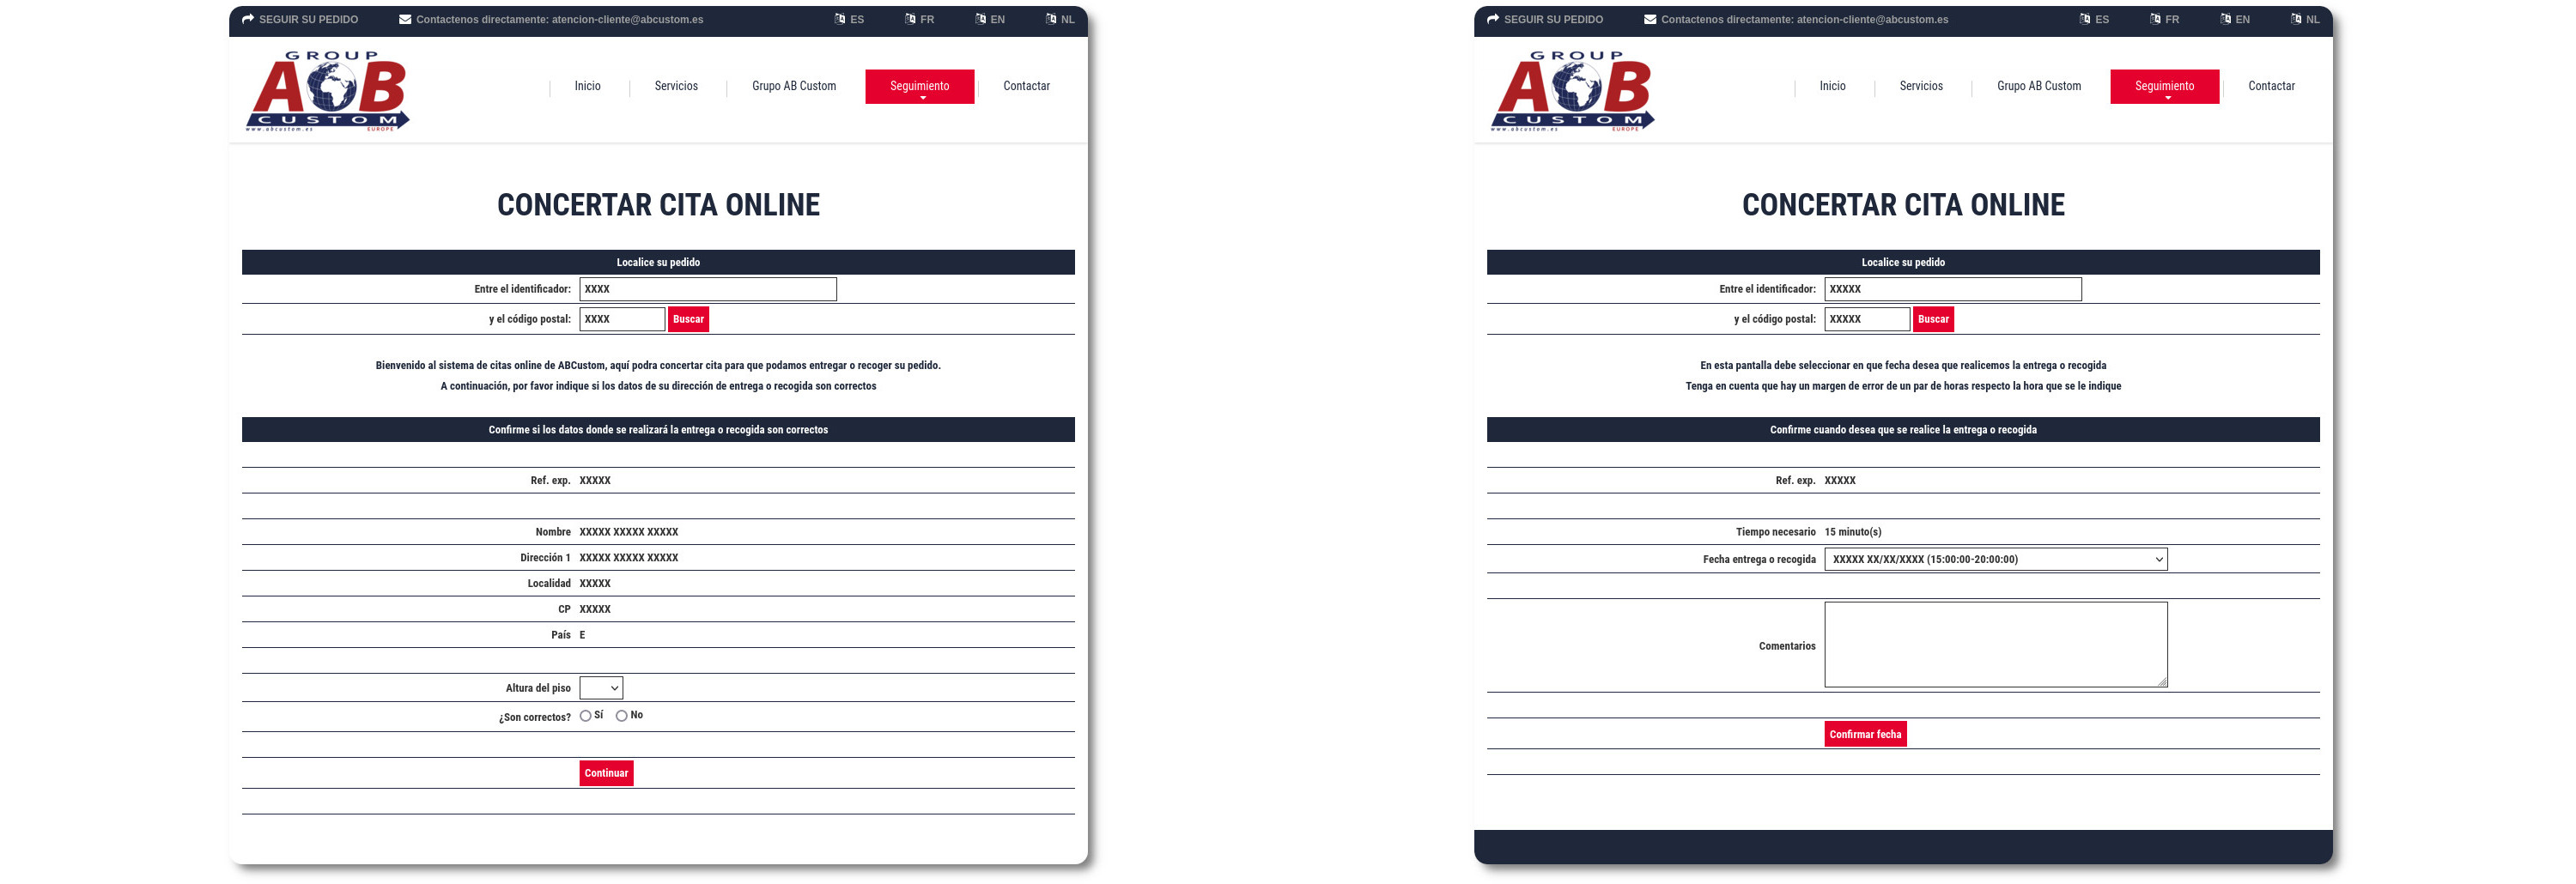 SEGUIR SU PEDIDO Contactenos directamente: atencion-cliente@abcustom.es ES FR EN NL
GROUP
AB
CUSTOM
www.abcustom.es EUROPE
Inicio Servicios Grupo AB Custom Seguimiento Contactar
CONCERTAR CITA ONLINE
Localice su pedido
Entre el identificador: XXXX
y el código postal: XXXX Buscar
Bienvenido al sistema de citas online de ABCustom, aquí podra concertar cita para que podamos entregar o recoger su pedido.
A continuación, por favor indique si los datos de su dirección de entrega o recogida son correctos
Confirme si los datos donde se realizará la entrega o recogida son correctos
Ref. exp. XXXXX
Nombre XXXXX XXXXX XXXXX
Dirección 1 XXXXX XXXXX XXXXX
Localidad XXXXX
CP XXXXX
País E
Altura del piso
¿Son correctos? Sí No
Continuar
SEGUIR SU PEDIDO Contactenos directamente: atencion-cliente@abcustom.es ES FR EN NL
GROUP
AB
CUSTOM
www.abcustom.es EUROPE
Inicio Servicios Grupo AB Custom Seguimiento Contactar
CONCERTAR CITA ONLINE
Localice su pedido
Entre el identificador: XXXXX
y el código postal: XXXXX Buscar
En esta pantalla debe seleccionar en que fecha desea que realicemos la entrega o recogida
Tenga en cuenta que hay un margen de error de un par de horas respecto la hora que se le indique
Confirme cuando desea que se realice la entrega o recogida
Ref. exp. XXXXX
Tiempo necesario 15 minuto(s)
Fecha entrega o recogida XXXXX XX/XX/XXXX (15:00:00-20:00:00)
Comentarios
Confirmar fecha